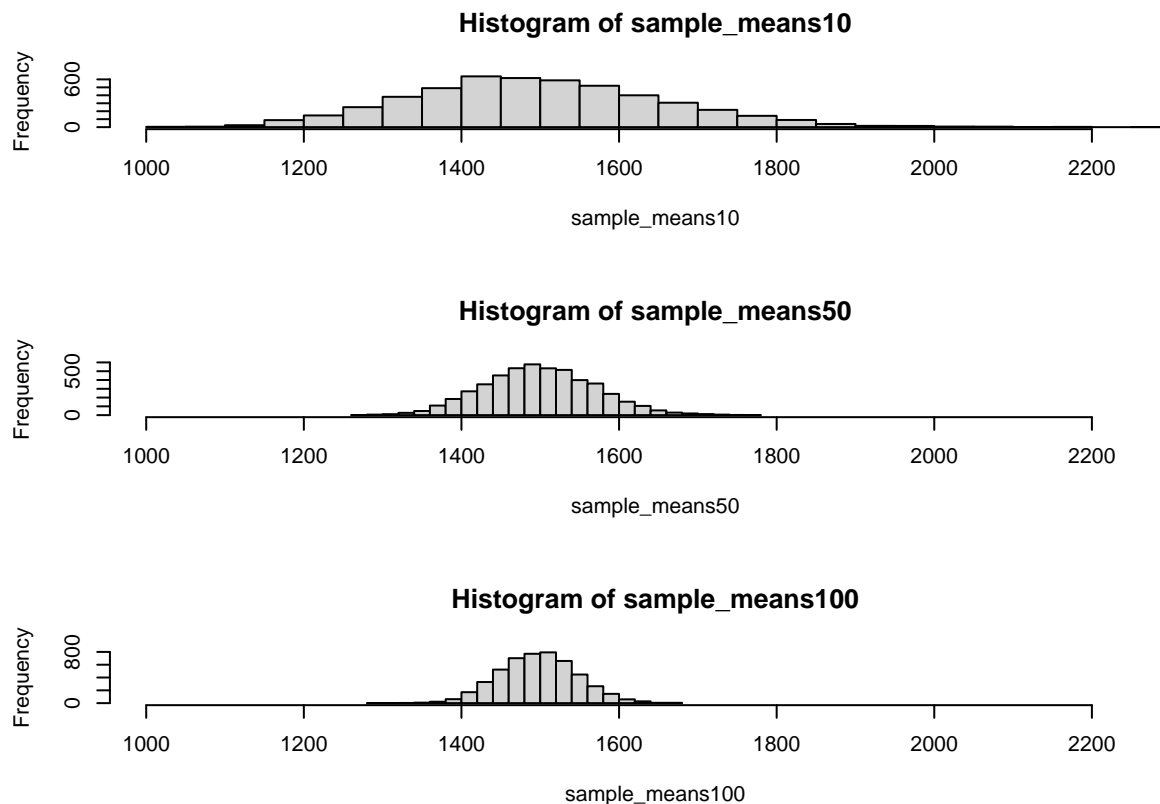 Histogram of sample_means10
Frequency
600
0
1000 1200 1400 1600 1800 2000 2200
sample_means10
Histogram of sample_means50
Frequency
500
0
1000 1200 1400 1600 1800 2000 2200
sample_means50
Histogram of sample_means100
Frequency
800
0
1000 1200 1400 1600 1800 2000 2200
sample_means100